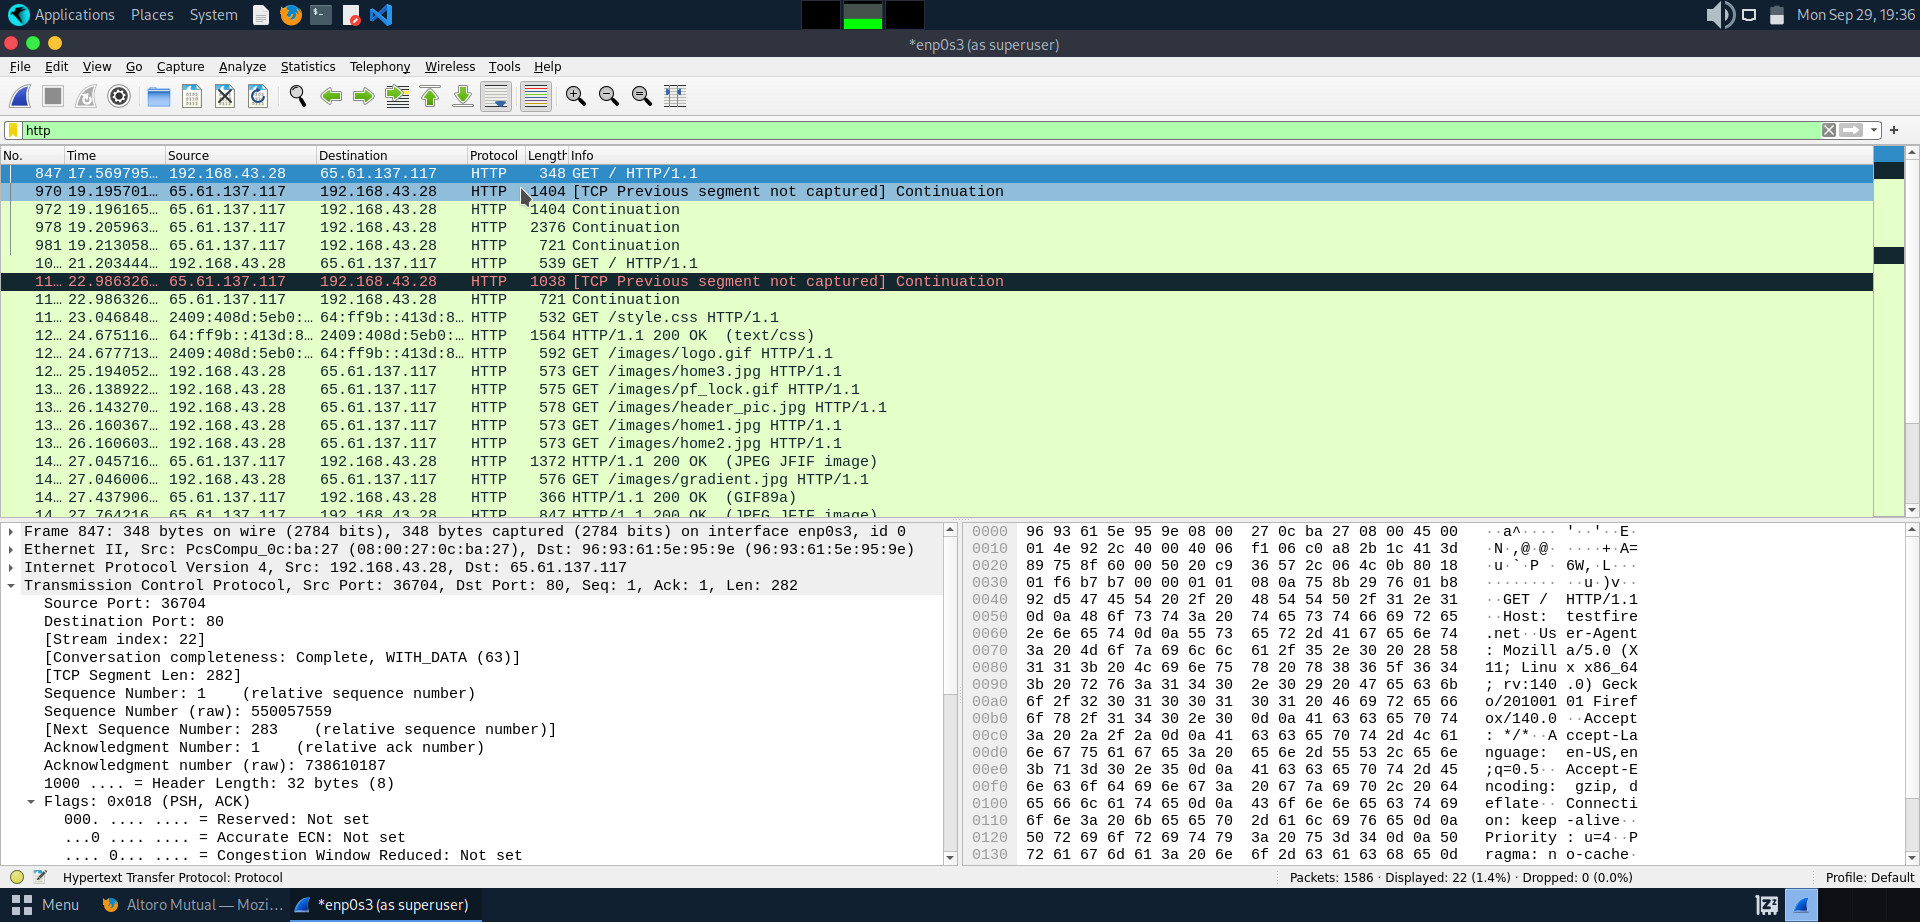 Applications Places System Mon Sep 29, 19:36
*enp0s3 (as superuser)
File Edit View Go Capture Analyze Statistics Telephony Wireless Tools Help
http
No. Time Source Destination Protocol Length Info
847 17.569795… 192.168.43.28 65.61.137.117 HTTP 348 GET / HTTP/1.1
970 19.195701… 65.61.137.117 192.168.43.28 HTTP 1404 [TCP Previous segment not captured] Continuation
972 19.196165… 65.61.137.117 192.168.43.28 HTTP 1404 Continuation
978 19.205963… 65.61.137.117 192.168.43.28 HTTP 2376 Continuation
981 19.213058… 65.61.137.117 192.168.43.28 HTTP 721 Continuation
10… 21.203444… 192.168.43.28 65.61.137.117 HTTP 539 GET / HTTP/1.1
11… 22.986326… 65.61.137.117 192.168.43.28 HTTP 1038 [TCP Previous segment not captured] Continuation
11… 22.986326… 65.61.137.117 192.168.43.28 HTTP 721 Continuation
11… 23.046848… 2409:408d:5eb0:… 64:ff9b::413d:8… HTTP 532 GET /style.css HTTP/1.1
12… 24.675116… 64:ff9b::413d:8… 2409:408d:5eb0:… HTTP 1564 HTTP/1.1 200 OK (text/css)
12… 24.677713… 2409:408d:5eb0:… 64:ff9b::413d:8… HTTP 592 GET /images/logo.gif HTTP/1.1
12… 25.194052… 192.168.43.28 65.61.137.117 HTTP 573 GET /images/home3.jpg HTTP/1.1
13… 26.138922… 192.168.43.28 65.61.137.117 HTTP 575 GET /images/pf_lock.gif HTTP/1.1
13… 26.143270… 192.168.43.28 65.61.137.117 HTTP 578 GET /images/header_pic.jpg HTTP/1.1
13… 26.160367… 192.168.43.28 65.61.137.117 HTTP 573 GET /images/home1.jpg HTTP/1.1
13… 26.160603… 192.168.43.28 65.61.137.117 HTTP 573 GET /images/home2.jpg HTTP/1.1
14… 27.045716… 65.61.137.117 192.168.43.28 HTTP 1372 HTTP/1.1 200 OK (JPEG JFIF image)
14… 27.046006… 192.168.43.28 65.61.137.117 HTTP 576 GET /images/gradient.jpg HTTP/1.1
14… 27.437906… 65.61.137.117 192.168.43.28 HTTP 366 HTTP/1.1 200 OK (GIF89a)
14… 27.764216… 65.61.137.117 192.168.43.28 HTTP 847 HTTP/1.1 200 OK (JPEG JFIF image)
Frame 847: 348 bytes on wire (2784 bits), 348 bytes captured (2784 bits) on interface enp0s3, id 0
Ethernet II, Src: PcsCompu_0c:ba:27 (08:00:27:0c:ba:27), Dst: 96:93:61:5e:95:9e (96:93:61:5e:95:9e)
Internet Protocol Version 4, Src: 192.168.43.28, Dst: 65.61.137.117
Transmission Control Protocol, Src Port: 36704, Dst Port: 80, Seq: 1, Ack: 1, Len: 282
Source Port: 36704
Destination Port: 80
[Stream index: 22]
[Conversation completeness: Complete, WITH_DATA (63)]
[TCP Segment Len: 282]
Sequence Number: 1 (relative sequence number)
Sequence Number (raw): 550057559
[Next Sequence Number: 283 (relative sequence number)]
Acknowledgment Number: 1 (relative ack number)
Acknowledgment number (raw): 738610187
1000 .... = Header Length: 32 bytes (8)
Flags: 0x018 (PSH, ACK)
000. .... .... = Reserved: Not set
...0 .... .... = Accurate ECN: Not set
.... 0... .... = Congestion Window Reduced: Not set
0000 96 93 61 5e 95 9e 08 00 27 0c ba 27 08 00 45 00 ··a^···· '··'··E·
0010 01 4e 92 2c 40 00 40 06 f1 06 c0 a8 2b 1c 41 3d ·N·,@·@· ····+·A=
0020 89 75 8f 60 00 50 20 c9 36 57 2c 06 4c 0b 80 18 ·u·`·P · 6W,·L···
0030 01 f6 b7 b7 00 00 01 01 08 0a 75 8b 29 76 01 b8 ········ ··u·)v··
0040 92 d5 47 45 54 20 2f 20 48 54 54 50 2f 31 2e 31 ··GET / HTTP/1.1
0050 0d 0a 48 6f 73 74 3a 20 74 65 73 74 66 69 72 65 ··Host: testfire
0060 2e 6e 65 74 0d 0a 55 73 65 72 2d 41 67 65 6e 74 .net··Us er-Agent
0070 3a 20 4d 6f 7a 69 6c 6c 61 2f 35 2e 30 20 28 58 : Mozill a/5.0 (X
0080 31 31 3b 20 4c 69 6e 75 78 20 78 38 36 5f 36 34 11; Linu x x86_64
0090 3b 20 72 76 3a 31 34 30 2e 30 29 20 47 65 63 6b ; rv:140 .0) Geck
00a0 6f 2f 32 30 31 30 30 31 30 31 20 46 69 72 65 66 o/201001 01 Firef
00b0 6f 78 2f 31 34 30 2e 30 0d 0a 41 63 63 65 70 74 ox/140.0 ··Accept
00c0 3a 20 2a 2f 2a 0d 0a 41 63 63 65 70 74 2d 4c 61 : */*··A ccept-La
00d0 6e 67 75 61 67 65 3a 20 65 6e 2d 55 53 2c 65 6e nguage: en-US,en
00e0 3b 71 3d 30 2e 35 0d 0a 41 63 63 65 70 74 2d 45 ;q=0.5·· Accept-E
00f0 6e 63 6f 64 69 6e 67 3a 20 67 7a 69 70 2c 20 64 ncoding: gzip, d
0100 65 66 6c 61 74 65 0d 0a 43 6f 6e 6e 65 63 74 69 eflate·· Connecti
0110 6f 6e 3a 20 6b 65 65 70 2d 61 6c 69 76 65 0d 0a on: keep -alive··
0120 50 72 69 6f 72 69 74 79 3a 20 75 3d 34 0d 0a 50 Priority : u=4··P
0130 72 61 67 6d 61 3a 20 6e 6f 2d 63 61 63 68 65 0d ragma: n o-cache·
Hypertext Transfer Protocol: Protocol Packets: 1586 · Displayed: 22 (1.4%) · Dropped: 0 (0.0%) Profile: Default
Menu Altoro Mutual — Mozi… *enp0s3 (as superuser)